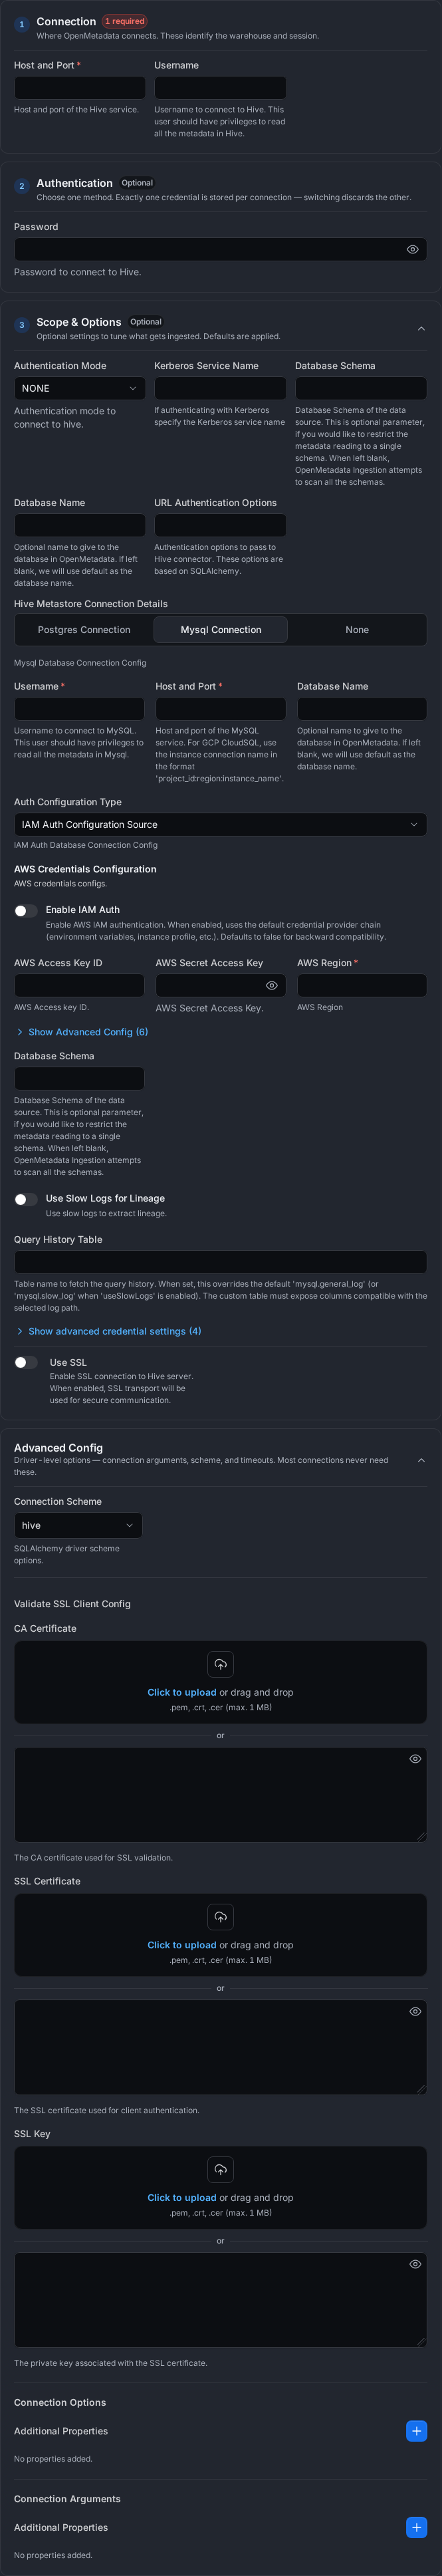 1 Connection 1 required
Where OpenMetadata connects. These identify the warehouse and session.
Host and Port * Username
Host and port of the Hive service.
Username to connect to Hive. This
user should have privileges to read
all the metadata in Hive.
2 Authentication Optional
Choose one method. Exactly one credential is stored per connection — switching discards the other.
Password
Password to connect to Hive.
3 Scope & Options Optional
Optional settings to tune what gets ingested. Defaults are applied.
Authentication Mode Kerberos Service Name Database Schema
NONE
Authentication mode to
connect to hive.
If authenticating with Kerberos
specify the Kerberos service name
Database Schema of the data
source. This is optional parameter,
if you would like to restrict the
metadata reading to a single
schema. When left blank,
OpenMetadata Ingestion attempts
to scan all the schemas.
Database Name URL Authentication Options
Optional name to give to the
database in OpenMetadata. If left
blank, we will use default as the
database name.
Authentication options to pass to
Hive connector. These options are
based on SQLAlchemy.
Hive Metastore Connection Details
Postgres Connection Mysql Connection None
Mysql Database Connection Config
Username * Host and Port * Database Name
Username to connect to MySQL.
This user should have privileges to
read all the metadata in Mysql.
Host and port of the MySQL
service. For GCP CloudSQL, use
the instance connection name in
the format
'project_id:region:instance_name'.
Optional name to give to the
database in OpenMetadata. If left
blank, we will use default as the
database name.
Auth Configuration Type
IAM Auth Configuration Source
IAM Auth Database Connection Config
AWS Credentials Configuration
AWS credentials configs.
Enable IAM Auth
Enable AWS IAM authentication. When enabled, uses the default credential provider chain
(environment variables, instance profile, etc.). Defaults to false for backward compatibility.
AWS Access Key ID AWS Secret Access Key AWS Region *
AWS Access key ID. AWS Secret Access Key. AWS Region
Show Advanced Config (6)
Database Schema
Database Schema of the data
source. This is optional parameter,
if you would like to restrict the
metadata reading to a single
schema. When left blank,
OpenMetadata Ingestion attempts
to scan all the schemas.
Use Slow Logs for Lineage
Use slow logs to extract lineage.
Query History Table
Table name to fetch the query history. When set, this overrides the default 'mysql.general_log' (or
'mysql.slow_log' when 'useSlowLogs' is enabled). The custom table must expose columns compatible with the
selected log path.
Show advanced credential settings (4)
Use SSL
Enable SSL connection to Hive server.
When enabled, SSL transport will be
used for secure communication.
Advanced Config
Driver-level options — connection arguments, scheme, and timeouts. Most connections never need
these.
Connection Scheme
hive
SQLAlchemy driver scheme
options.
Validate SSL Client Config
CA Certificate
Click to upload or drag and drop
.pem, .crt, .cer (max. 1 MB)
or
The CA certificate used for SSL validation.
SSL Certificate
Click to upload or drag and drop
.pem, .crt, .cer (max. 1 MB)
or
The SSL certificate used for client authentication.
SSL Key
Click to upload or drag and drop
.pem, .crt, .cer (max. 1 MB)
or
The private key associated with the SSL certificate.
Connection Options
Additional Properties
No properties added.
Connection Arguments
Additional Properties
No properties added.